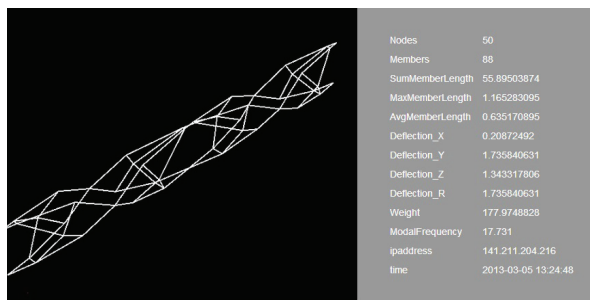 Nodes 50
Members 88
SumMemberLength 55.89503874
MaxMemberLength 1.165283095
AvgMemberLength 0.635170895
Deflection_X 0.20872492
Deflection_Y 1.735840631
Deflection_Z 1.343317806
Deflection_R 1.735840631
Weight 177.9748828
ModalFrequency 17.731
ipaddress 141.211.204.216
time 2013-03-05 13:24:48